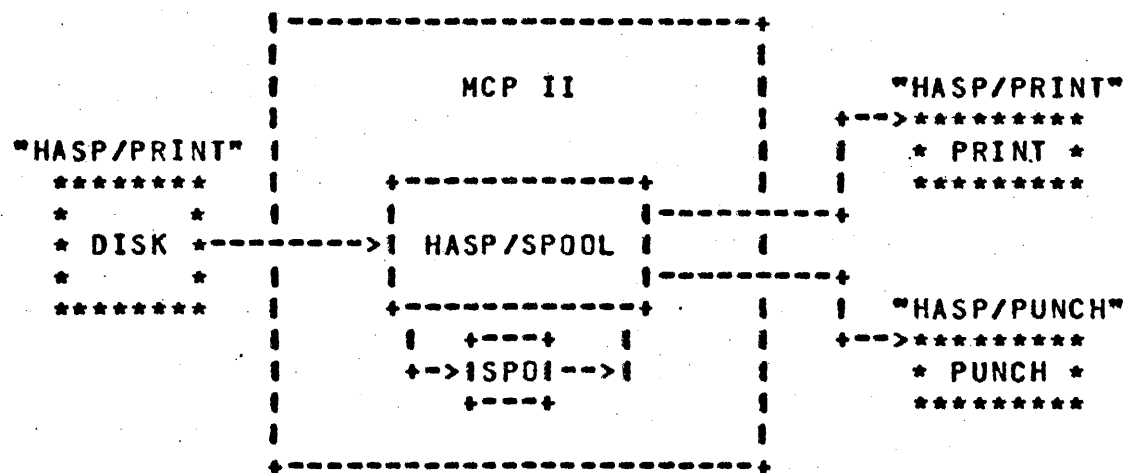 MCP II
"HASP/PRINT"
"HASP/PRINT"
PRINT
DISK
HASP/SPOOL
"HASP/PUNCH"
SPO
PUNCH